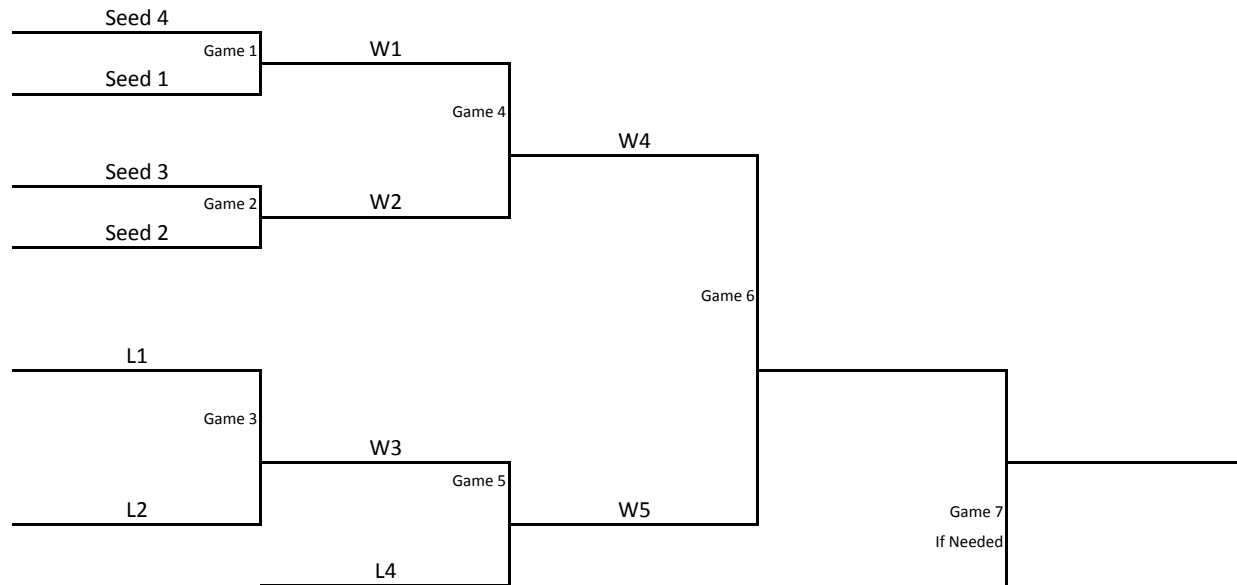 Seed 4
Game 1
W1
Seed 1
Game 4
W4
Seed 3
Game 2
W2
Seed 2
Game 6
L1
Game 3
W3
Game 5
L2
W5
Game 7
If Needed
L4